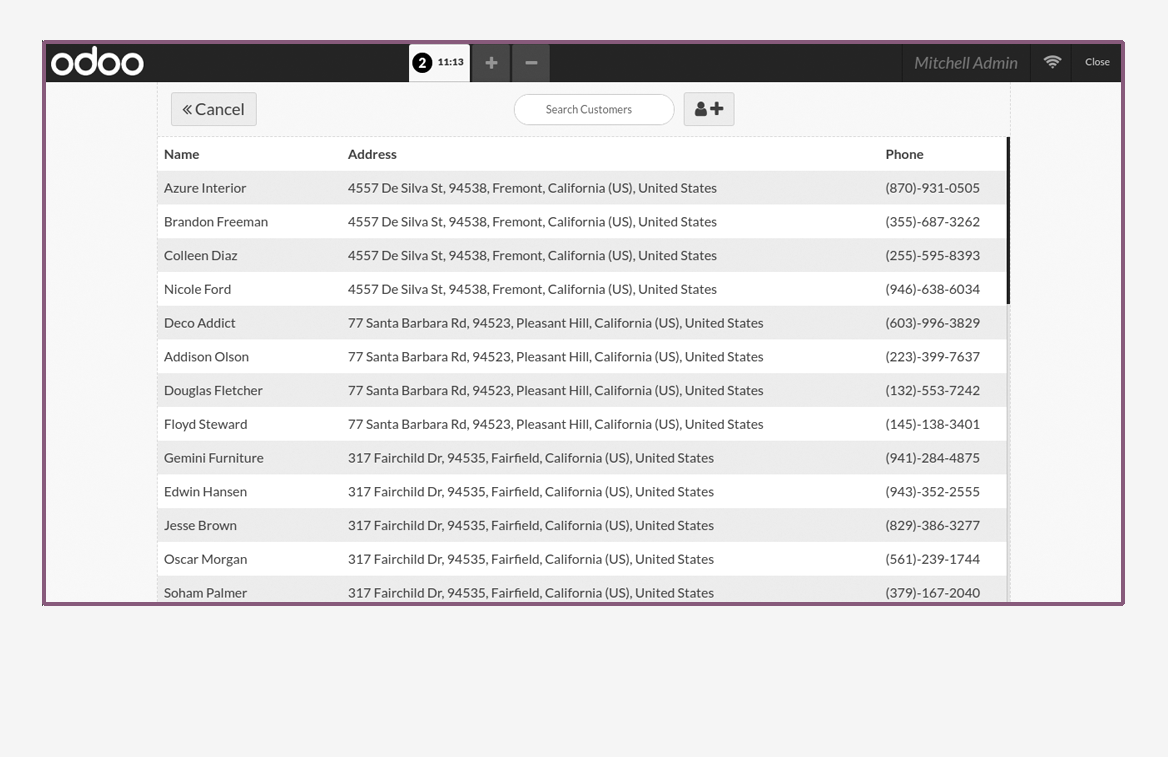 odoo 2 11:13 + − Mitchell Admin Close
« Cancel Search Customers
Name Address Phone
Azure Interior 4557 De Silva St, 94538, Fremont, California (US), United States (870)-931-0505
Brandon Freeman 4557 De Silva St, 94538, Fremont, California (US), United States (355)-687-3262
Colleen Diaz 4557 De Silva St, 94538, Fremont, California (US), United States (255)-595-8393
Nicole Ford 4557 De Silva St, 94538, Fremont, California (US), United States (946)-638-6034
Deco Addict 77 Santa Barbara Rd, 94523, Pleasant Hill, California (US), United States (603)-996-3829
Addison Olson 77 Santa Barbara Rd, 94523, Pleasant Hill, California (US), United States (223)-399-7637
Douglas Fletcher 77 Santa Barbara Rd, 94523, Pleasant Hill, California (US), United States (132)-553-7242
Floyd Steward 77 Santa Barbara Rd, 94523, Pleasant Hill, California (US), United States (145)-138-3401
Gemini Furniture 317 Fairchild Dr, 94535, Fairfield, California (US), United States (941)-284-4875
Edwin Hansen 317 Fairchild Dr, 94535, Fairfield, California (US), United States (943)-352-2555
Jesse Brown 317 Fairchild Dr, 94535, Fairfield, California (US), United States (829)-386-3277
Oscar Morgan 317 Fairchild Dr, 94535, Fairfield, California (US), United States (561)-239-1744
Soham Palmer 317 Fairchild Dr, 94535, Fairfield, California (US), United States (379)-167-2040